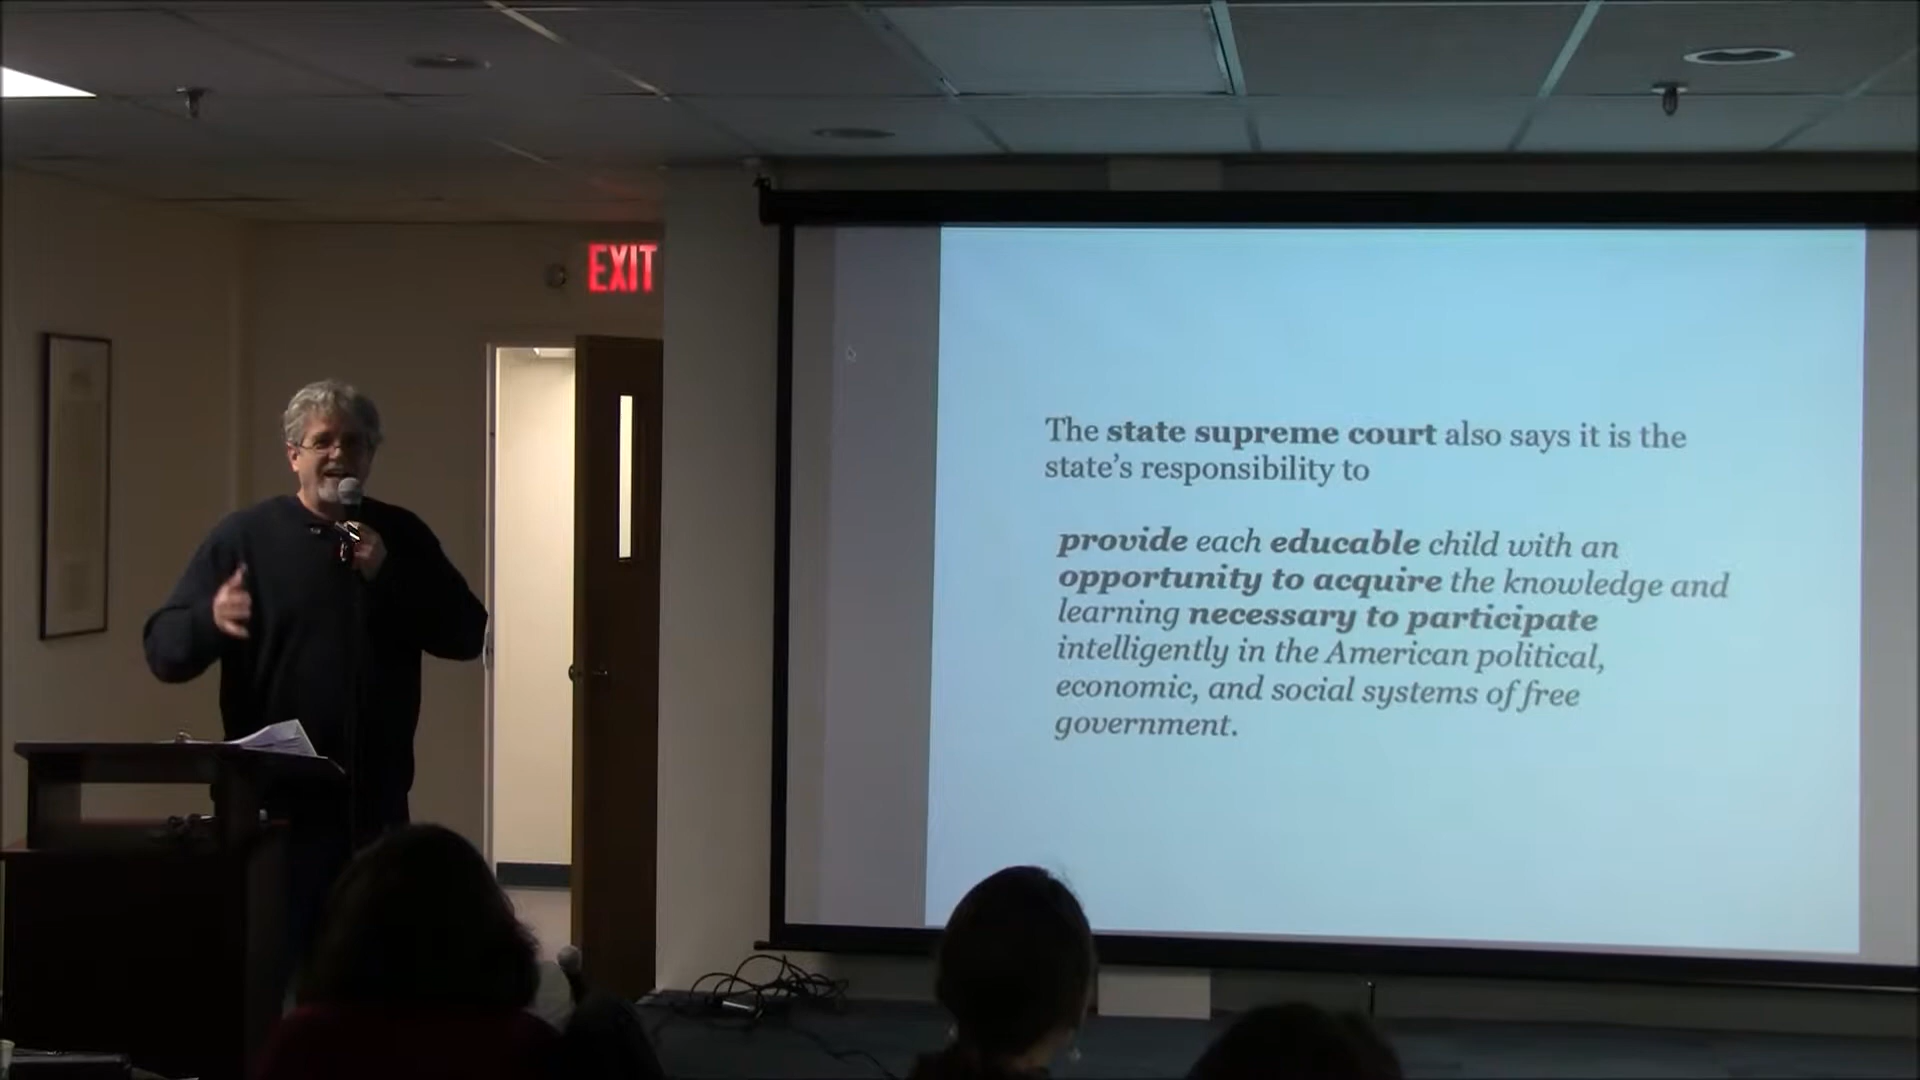 EXIT
The state supreme court also says it is the
state’s responsibility to
provide each educable child with an
opportunity to acquire the knowledge and
learning necessary to participate
intelligently in the American political,
economic, and social systems of free
government.